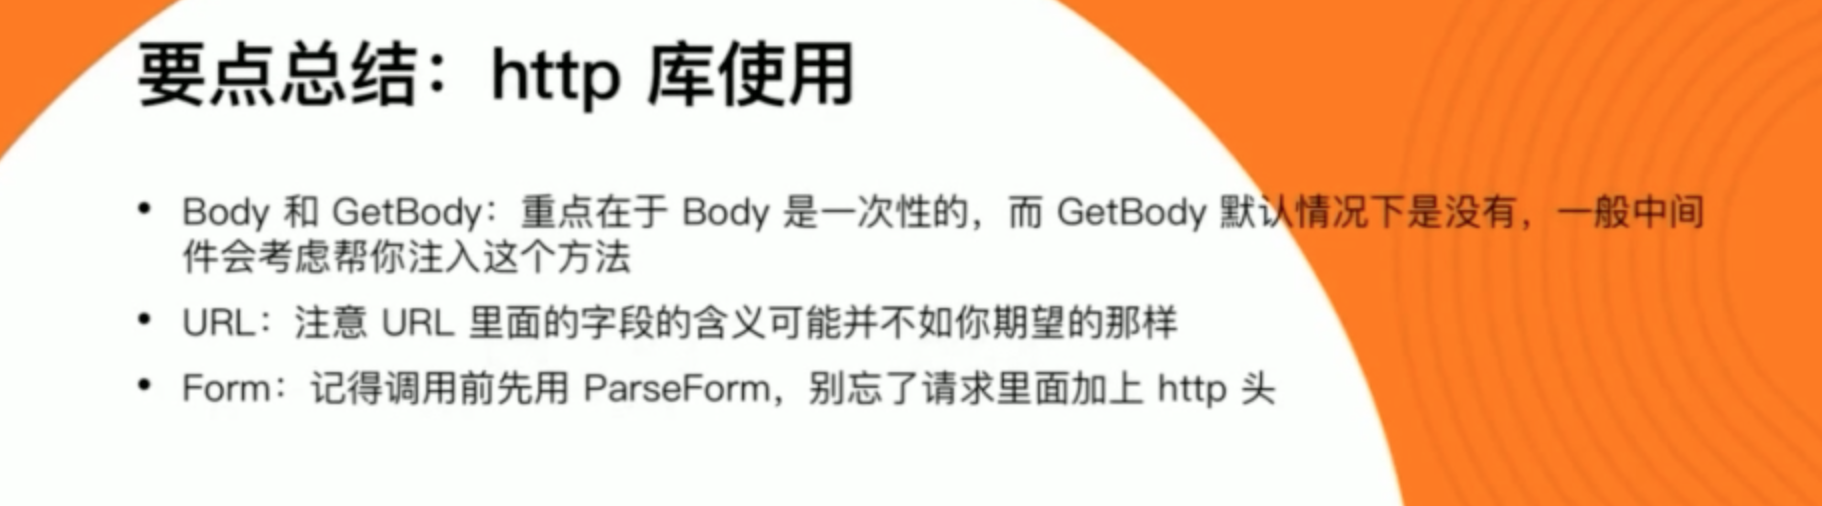 要点总结：http 库使用
• Body 和 GetBody：重点在于 Body 是一次性的，而 GetBody 默认情况下是没有，一般中间
件会考虑帮你注入这个方法
• URL：注意 URL 里面的字段的含义可能并不如你期望的那样
• Form：记得调用前先用 ParseForm，别忘了请求里面加上 http 头